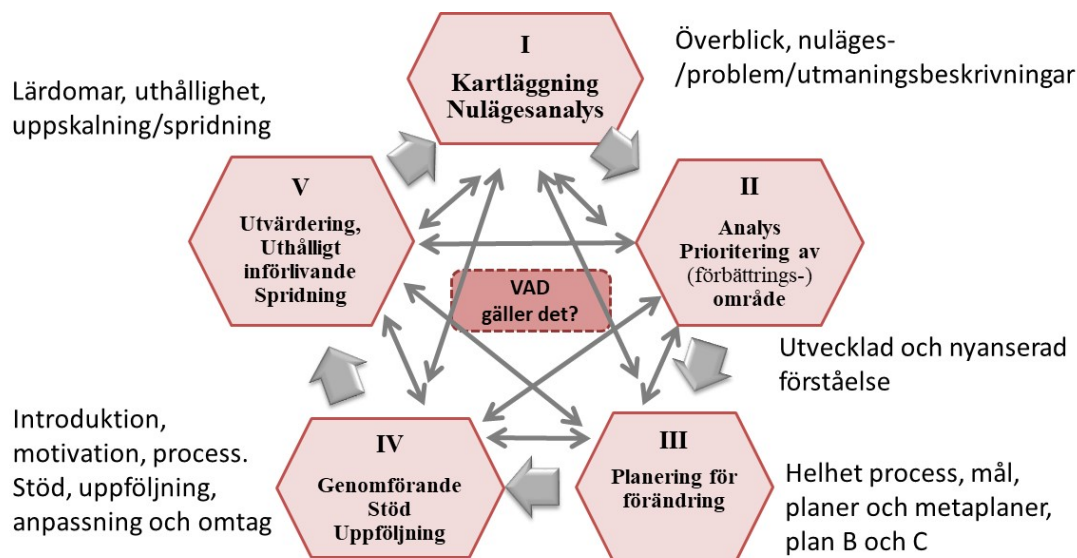 I
Kartläggning
Nulägesanalys
Överblick, nuläges-
/problem/utmaningsbeskrivningar
Lärdomar, uthållighet,
uppskalning/spridning
V
Utvärdering,
Uthålligt
införlivande
Spridning
II
Analys
Prioritering av
(förbättrings-)
område
VAD
gäller det?
Utvecklad och nyanserad
förståelse
Introduktion,
motivation, process.
Stöd, uppföljning,
anpassning och omtag
IV
Genomförande
Stöd
Uppföljning
III
Planering för
förändring
Helhet process, mål,
planer och metaplaner,
plan B och C